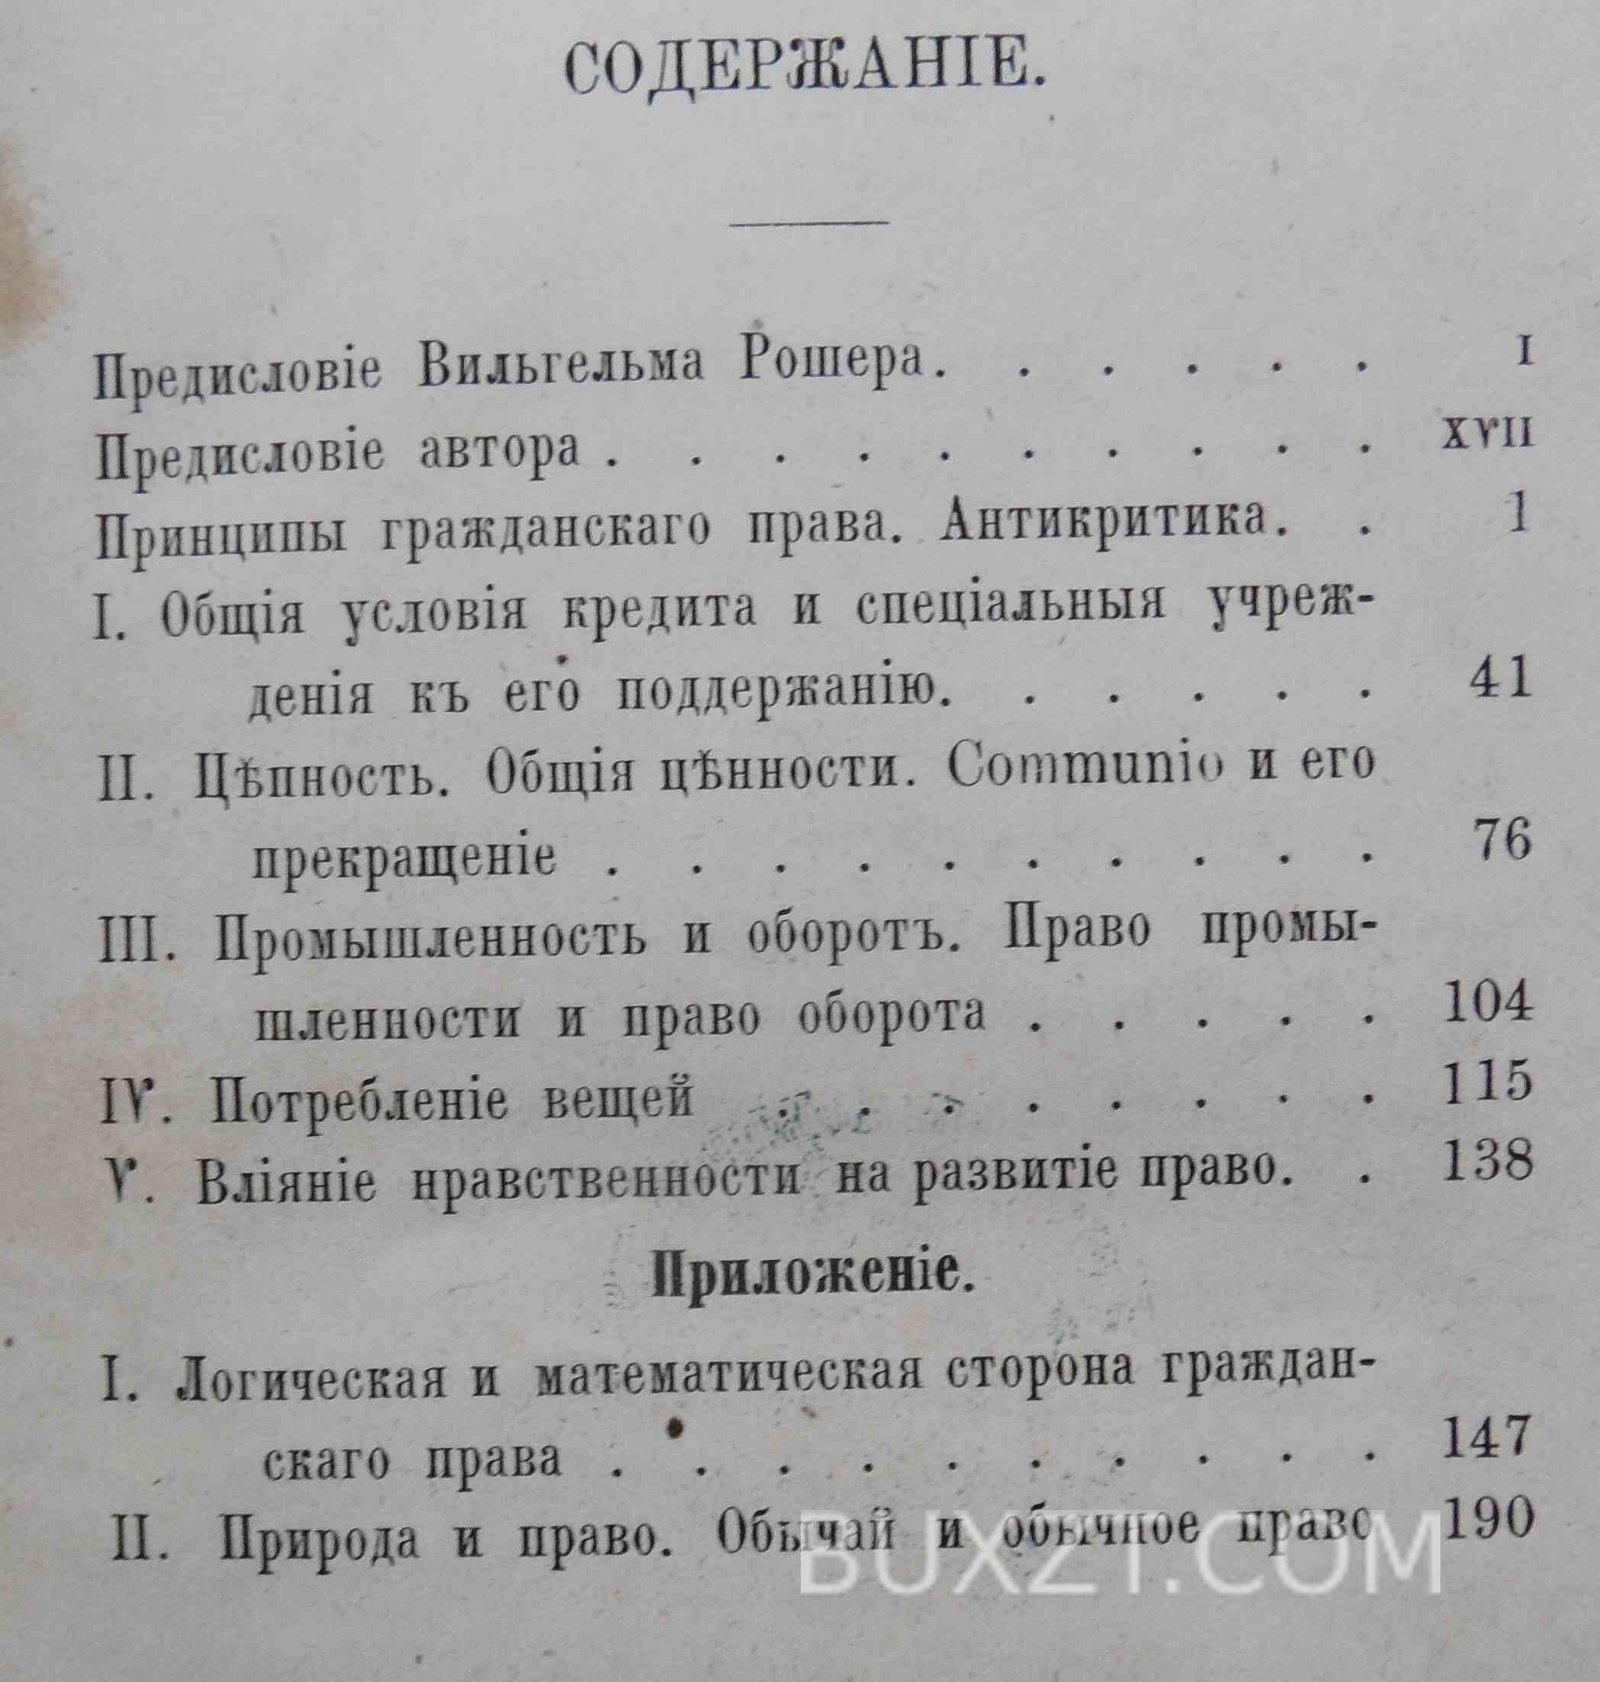 СОДЕРЖАНІЕ.
Предисловіе Вильгельма Рошера. . . . . . I
Предисловіе автора . . . . . . . . . . XVII
Принципы гражданскаго права. Антикритика. . 1
I. Общія условія кредита и спеціальныя учреж-
денія къ его поддержанію. . . . . . 41
II. Цѣпность. Общія цѣнности. Communio и его
прекращеніе . . . . . . . . . . 76
III. Промышленность и оборотъ. Право промы-
шленности и право оборота . . . . . 104
IV. Потребленіе вещей . . . . . . . . 115
V. Вліяніе нравственности на развитіе право. . 138
Приложеніе.
I. Логическая и математическая сторона граждан-
скаго права . . . . . . . . . . 147
II. Природа и право. Обычай и обычное право 190
BUXZT.COM